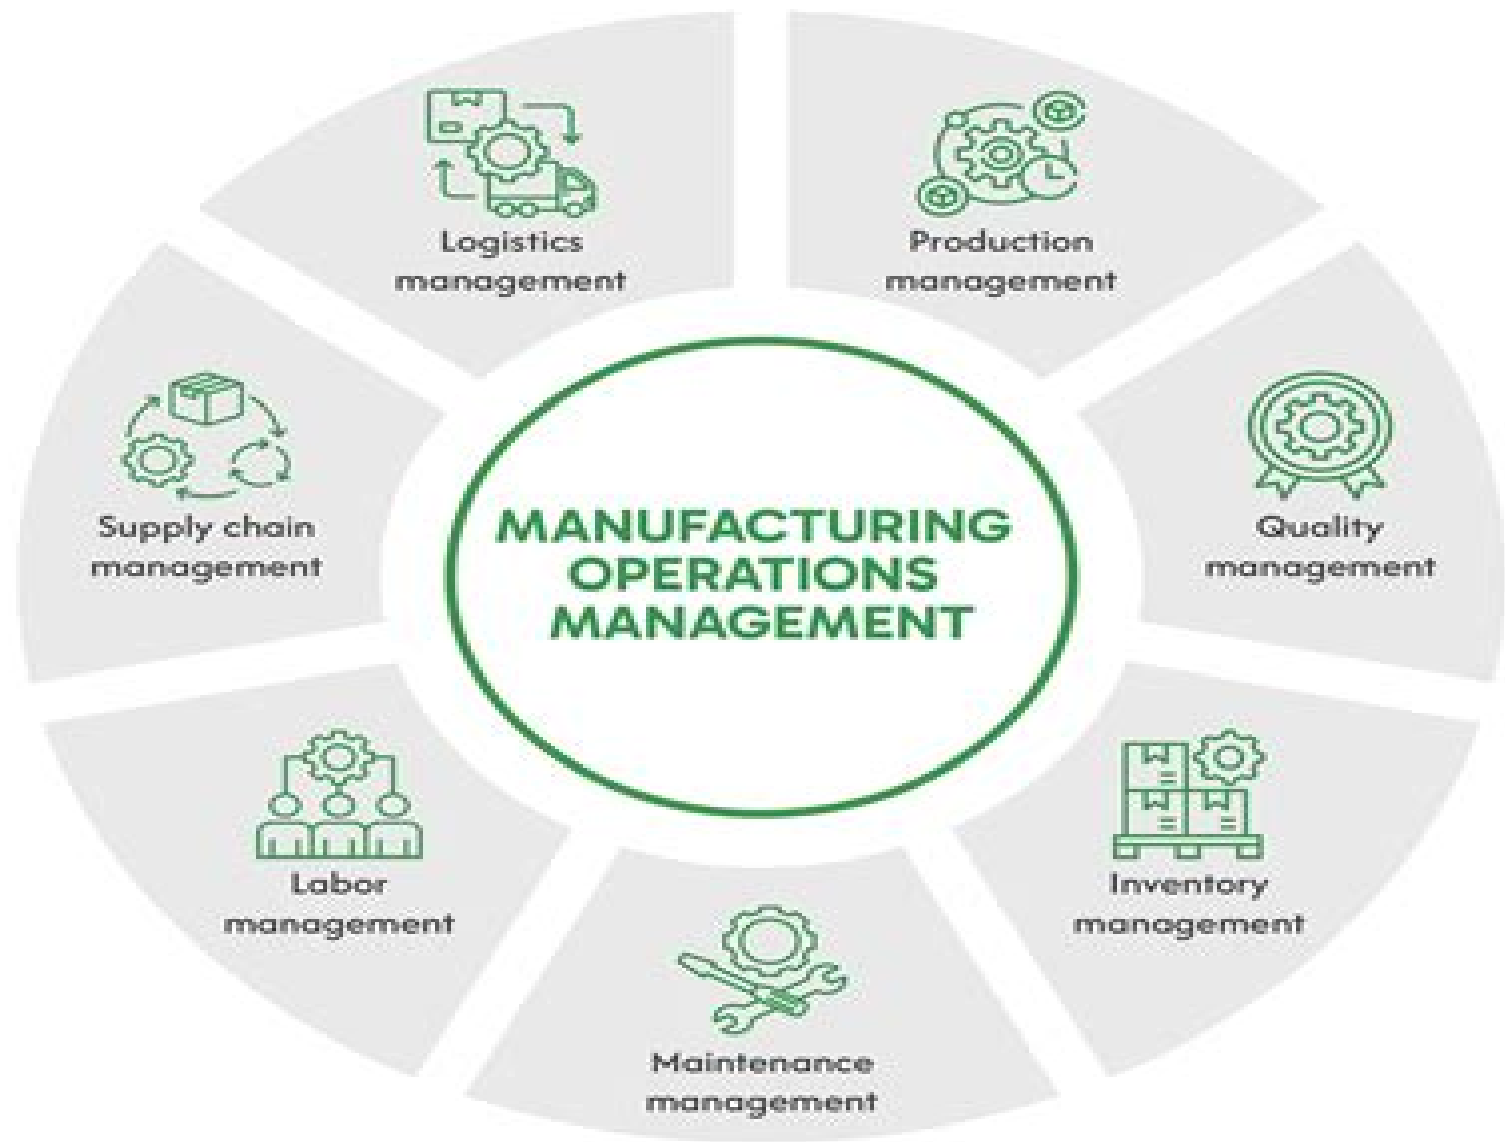 Logistics
management
Production
management
Supply chain
management
Quality
management
MANUFACTURING
OPERATIONS
MANAGEMENT
Labor
management
Inventory
management
Maintenance
management